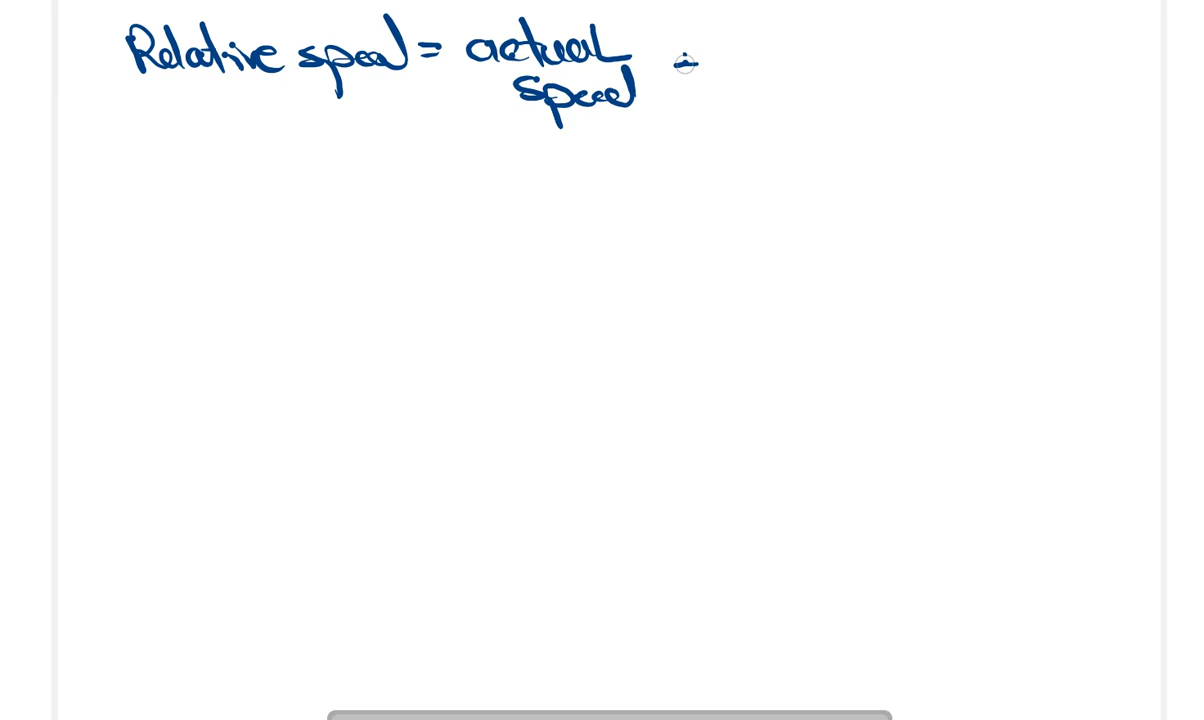 Relative speed = actual ÷
speed